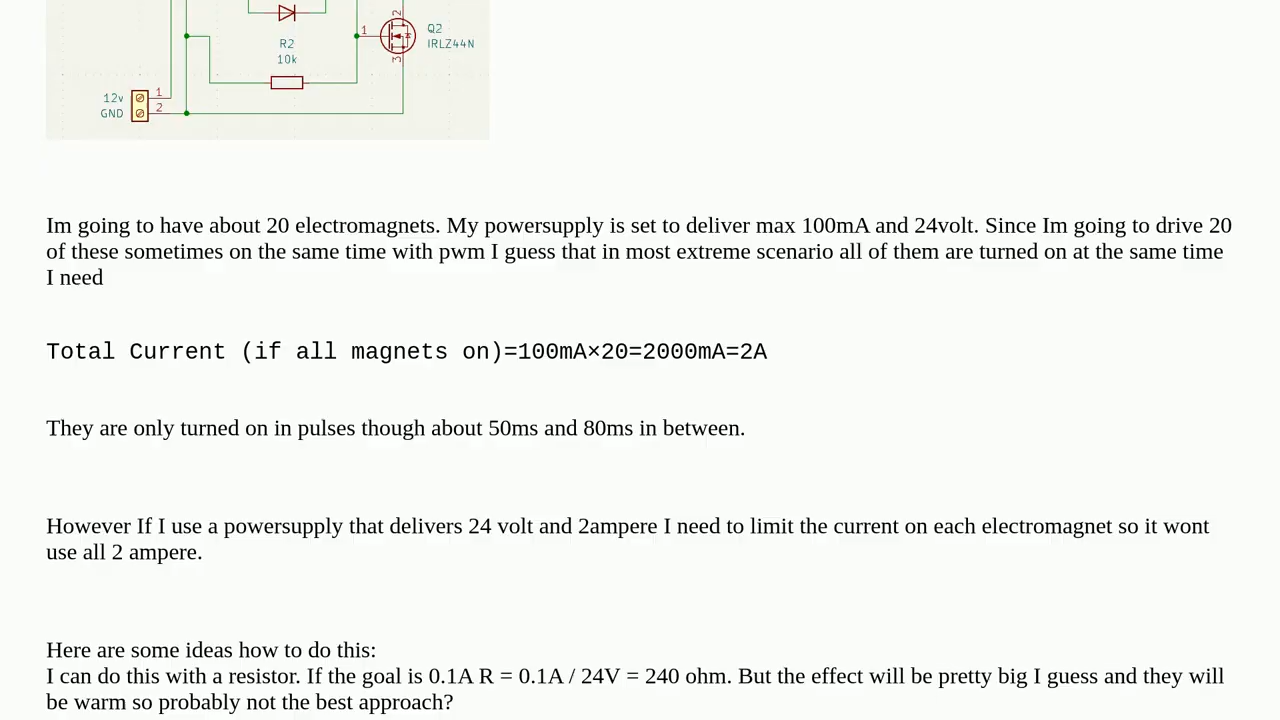 2
1
Q2
IRLZ44N
R2
10k
3
12v
1
GND
2
Im going to have about 20 electromagnets. My powersupply is set to deliver max 100mA and 24volt. Since Im going to drive 20
of these sometimes on the same time with pwm I guess that in most extreme scenario all of them are turned on at the same time
I need
Total Current (if all magnets on)=100mA×20=2000mA=2A
They are only turned on in pulses though about 50ms and 80ms in between.
However If I use a powersupply that delivers 24 volt and 2ampere I need to limit the current on each electromagnet so it wont
use all 2 ampere.
Here are some ideas how to do this:
I can do this with a resistor. If the goal is 0.1A R = 0.1A / 24V = 240 ohm. But the effect will be pretty big I guess and they will
be warm so probably not the best approach?